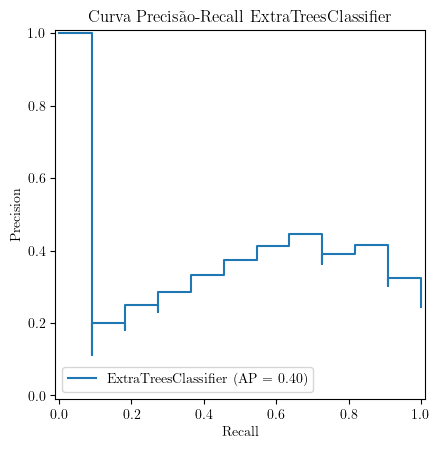 Curva Precisão-Recall ExtraTreesClassifier
1.0
0.8
0.6
0.4
0.2
0.0
Precision
ExtraTreesClassifier (AP = 0.40)
0.0 0.2 0.4 0.6 0.8 1.0
Recall